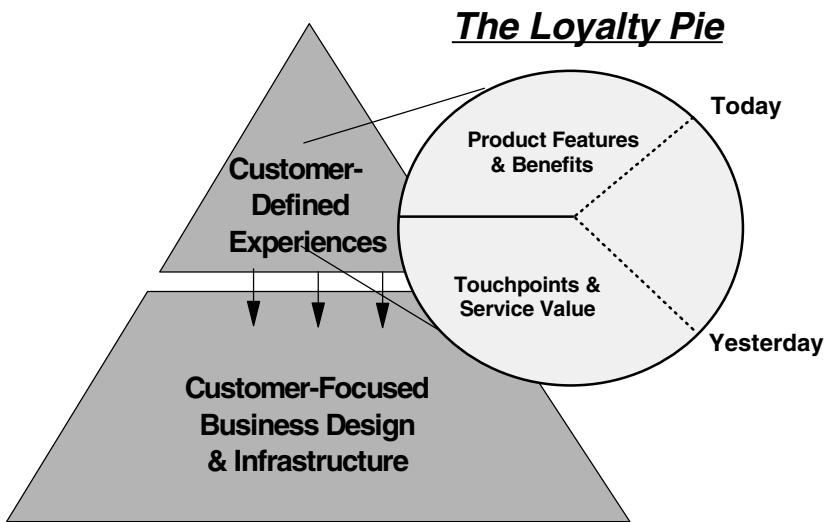 The Loyalty Pie
Today
Product Features
& Benefits
Customer-
Defined
Experiences
Touchpoints &
Service Value
Yesterday
Customer-Focused
Business Design
& Infrastructure